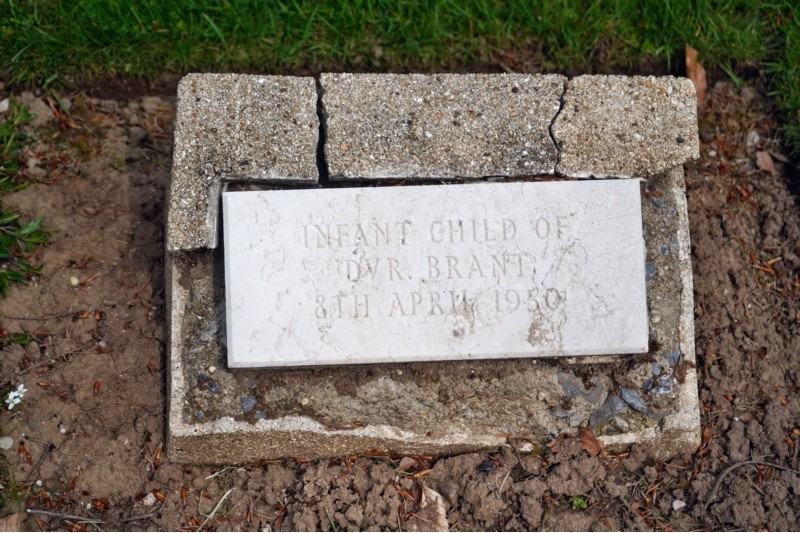 INFANT CHILD OF
DVR. BRANT
8TH APRIL 1950